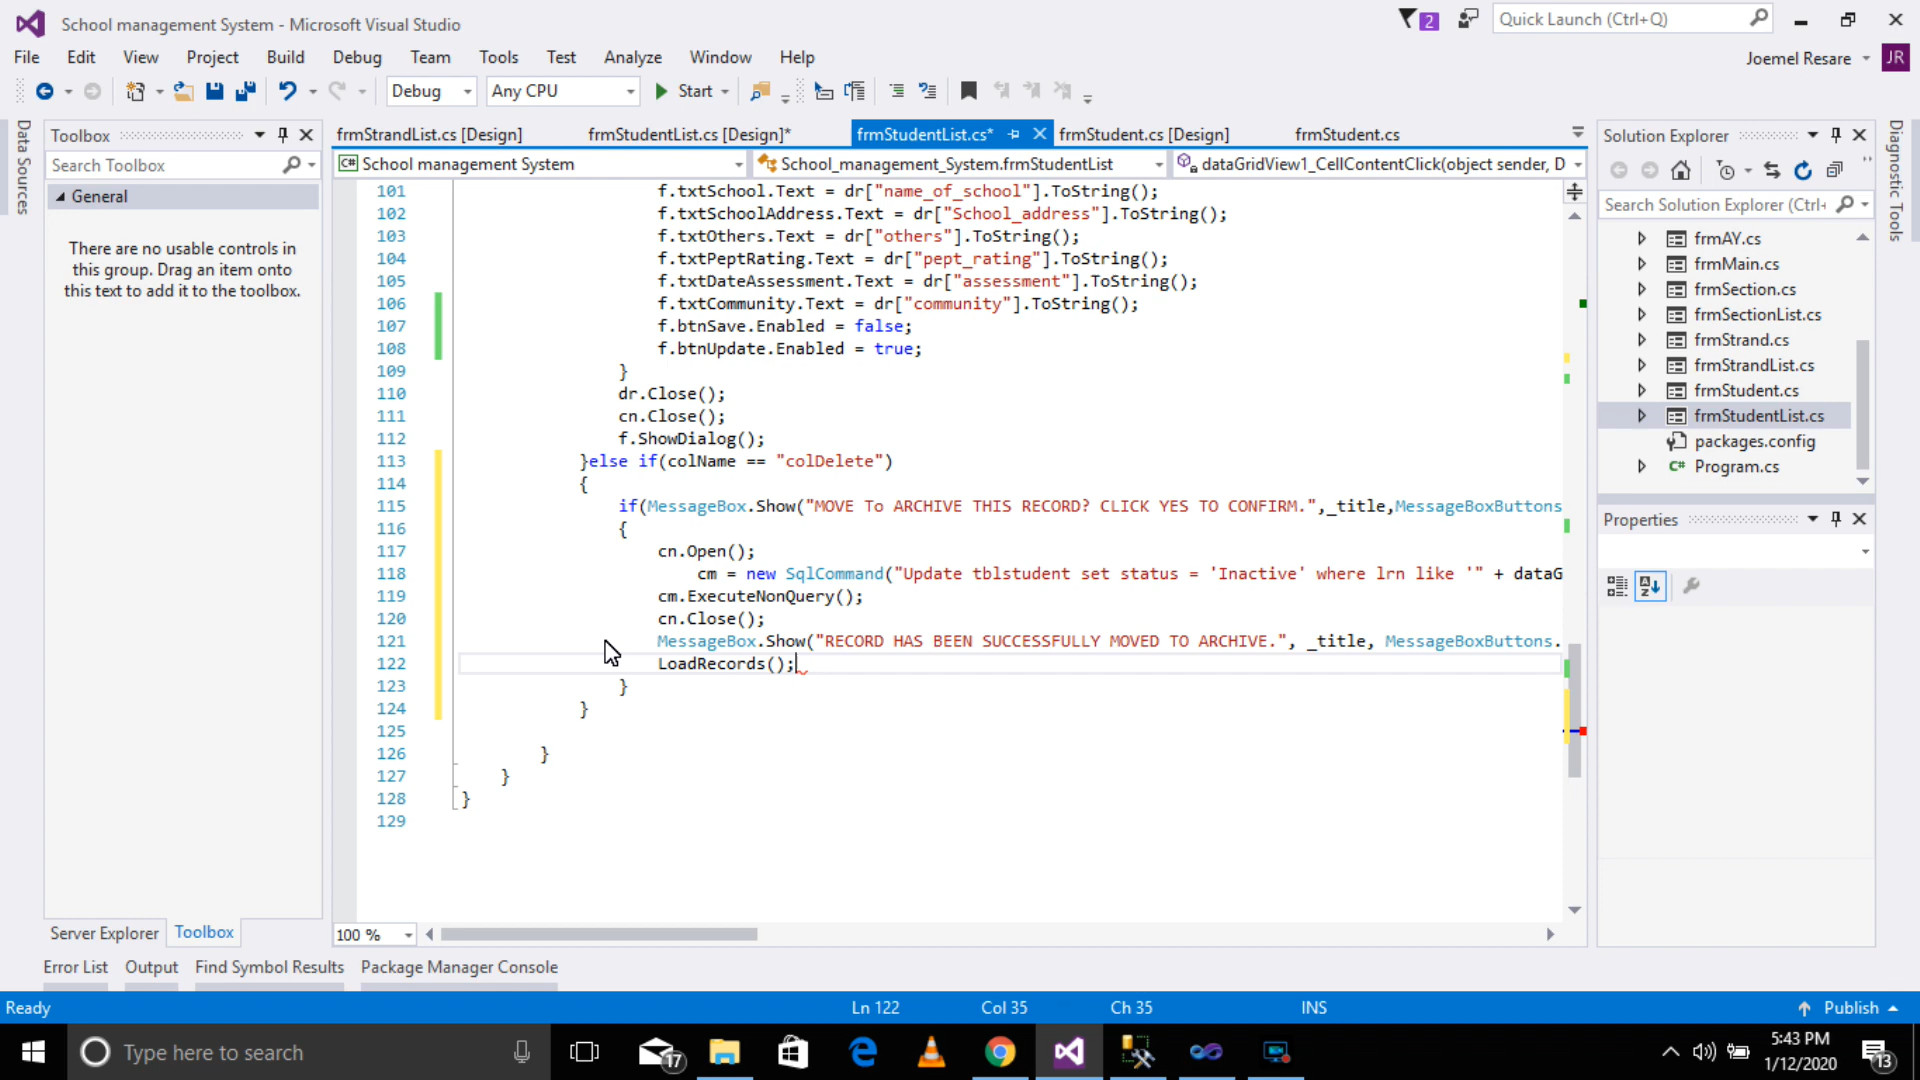 School management System - Microsoft Visual Studio
2
Quick Launch (Ctrl+Q)
File Edit View Project Build Debug Team Tools Test Analyze Window Help
Joemel Resare JR
Debug Any CPU Start
Data Sources
Toolbox
Search Toolbox
General
There are no usable controls in
this group. Drag an item onto
this text to add it to the toolbox.
Server Explorer Toolbox
frmStrandList.cs [Design] frmStudentList.cs [Design]* frmStudentList.cs* frmStudent.cs [Design] frmStudent.cs
School management System School_management_System.frmStudentList dataGridView1_CellContentClick(object sender, D
101 f.txtSchool.Text = dr["name_of_school"].ToString();
102 f.txtSchoolAddress.Text = dr["School_address"].ToString();
103 f.txtOthers.Text = dr["others"].ToString();
104 f.txtPeptRating.Text = dr["pept_rating"].ToString();
105 f.txtDateAssessment.Text = dr["assessment"].ToString();
106 f.txtCommunity.Text = dr["community"].ToString();
107 f.btnSave.Enabled = false;
108 f.btnUpdate.Enabled = true;
109 }
110 dr.Close();
111 cn.Close();
112 f.ShowDialog();
113 }else if(colName == "colDelete")
114 {
115 if(MessageBox.Show("MOVE To ARCHIVE THIS RECORD? CLICK YES TO CONFIRM.",_title,MessageBoxButtons
116 {
117 cn.Open();
118 cm = new SqlCommand("Update tblstudent set status = 'Inactive' where lrn like '" + dataG
119 cm.ExecuteNonQuery();
120 cn.Close();
121 MessageBox.Show("RECORD HAS BEEN SUCCESSFULLY MOVED TO ARCHIVE.", _title, MessageBoxButtons.
122 LoadRecords();
123 }
124 }
125
126 }
127 }
128 }
129
100 %
Solution Explorer
Search Solution Explorer (Ctrl+
frmAY.cs
frmMain.cs
frmSection.cs
frmSectionList.cs
frmStrand.cs
frmStrandList.cs
frmStudent.cs
frmStudentList.cs
packages.config
C# Program.cs
Properties
Diagnostic Tools
Error List Output Find Symbol Results Package Manager Console
Ready Ln 122 Col 35 Ch 35 INS Publish
Type here to search
17
5:43 PM
1/12/2020
13